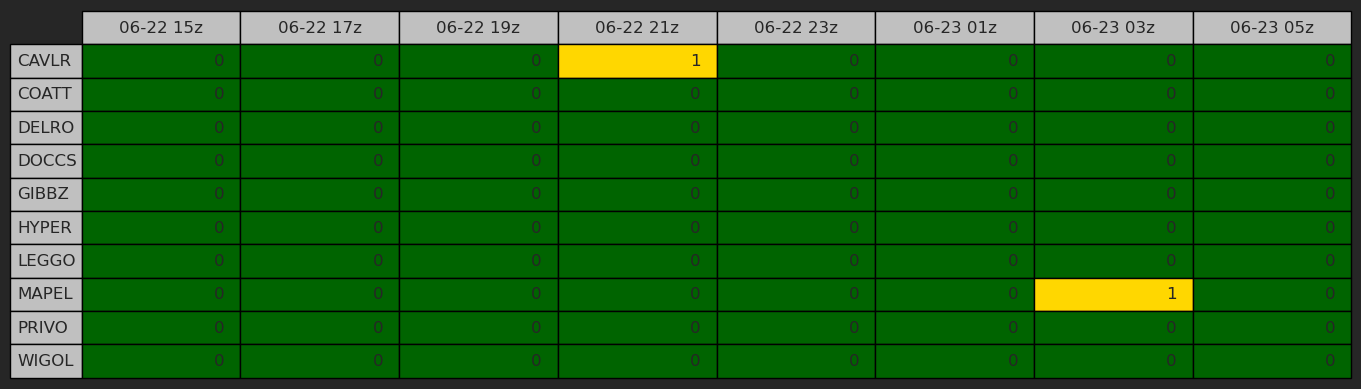 06-22 15z 06-22 17z 06-22 19z 06-22 21z 06-22 23z 06-23 01z 06-23 03z 06-23 05z
CAVLR 0 0 0 1 0 0 0 0
COATT 0 0 0 0 0 0 0 0
DELRO 0 0 0 0 0 0 0 0
DOCCS 0 0 0 0 0 0 0 0
GIBBZ 0 0 0 0 0 0 0 0
HYPER 0 0 0 0 0 0 0 0
LEGGO 0 0 0 0 0 0 0 0
MAPEL 0 0 0 0 0 0 1 0
PRIVO 0 0 0 0 0 0 0 0
WIGOL 0 0 0 0 0 0 0 0